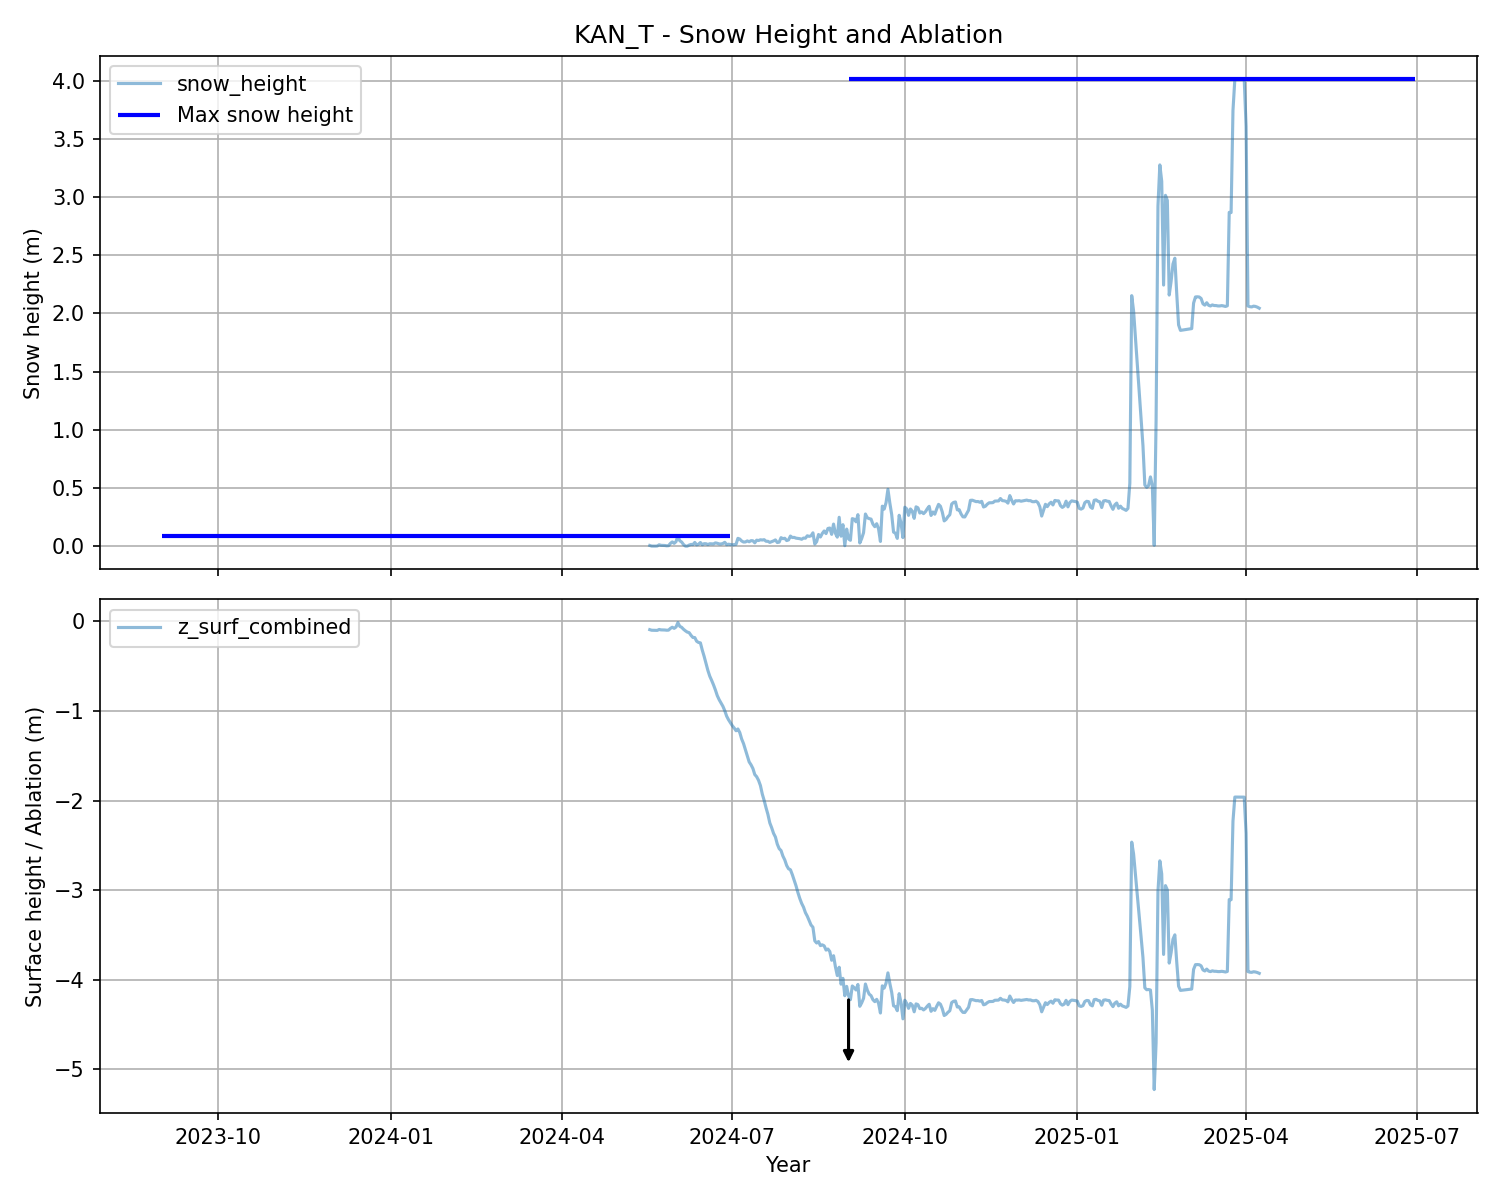 KAN_T - Snow Height and Ablation
snow_height
Max snow height
Snow height (m)
4.0
3.5
3.0
2.5
2.0
1.5
1.0
0.5
0.0
z_surf_combined
Surface height / Ablation (m)
0
−1
−2
−3
−4
−5
2023-10 2024-01 2024-04 2024-07 2024-10 2025-01 2025-04 2025-07
Year